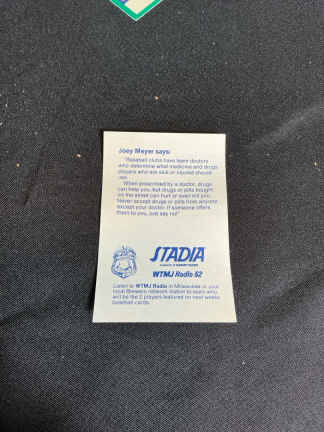 Joey Meyer says:
"Baseball clubs have team doctors
who determine what medicine and drugs
players who are sick or injured should
use.
"When prescribed by a doctor, drugs
can help you, but drugs or pills bought
on the street can hurt or even kill you.
Never accept drugs or pills from anyone
except your doctor. If someone offers
them to you, just say no!"
STADIA
WTMJ Radio 62
Listen to WTMJ Radio in Milwaukee or your
local Brewers network station to learn who
will be the 2 players featured on next weeks
baseball cards.